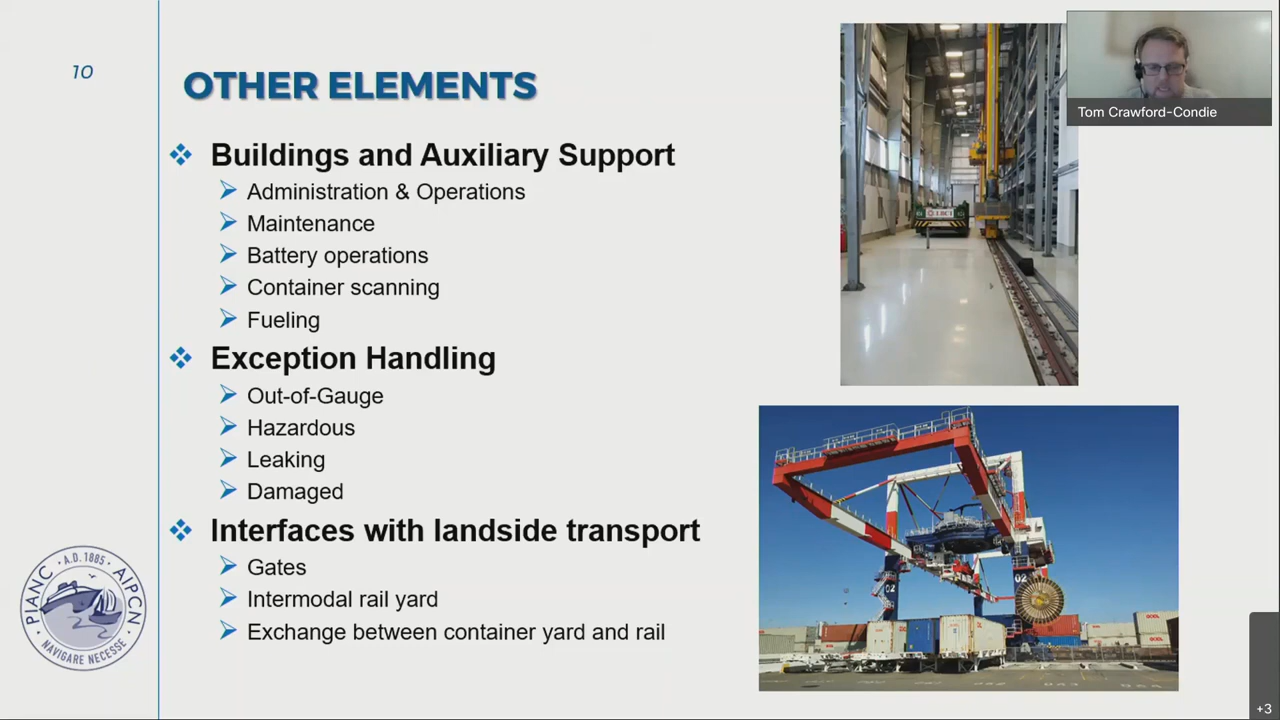 10
OTHER ELEMENTS
Buildings and Auxiliary Support
Administration & Operations
Maintenance
Battery operations
Container scanning
Fueling
Exception Handling
Out-of-Gauge
Hazardous
Leaking
Damaged
Interfaces with landside transport
Gates
Intermodal rail yard
Exchange between container yard and rail
PIANC · A.D. 1885 · AIPCN
NAVIGARE NECESSE
Tom Crawford-Condie
02
02
+3